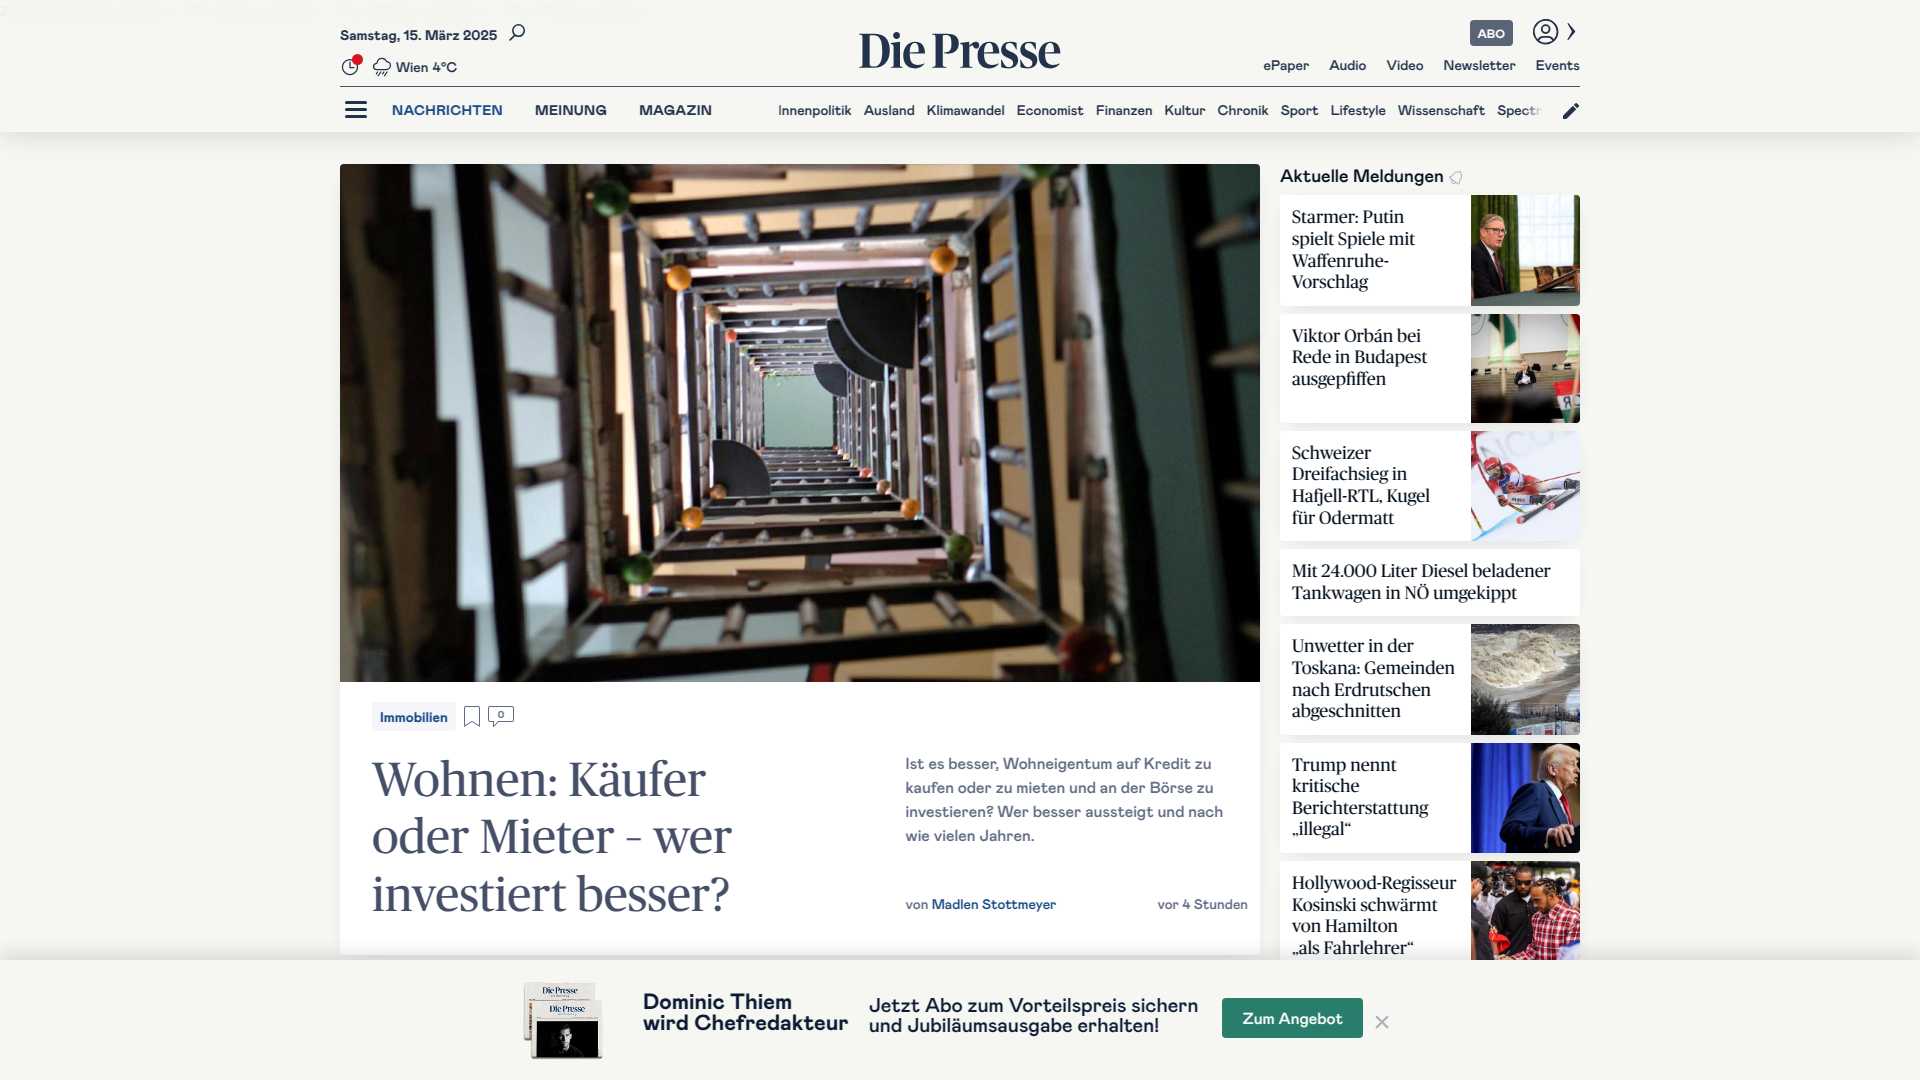 Samstag, 15. März 2025
Wien 4°C
Die Presse
ABO
ePaper Audio Video Newsletter Events
NACHRICHTEN MEINUNG MAGAZIN
Innenpolitik Ausland Klimawandel Economist Finanzen Kultur Chronik Sport Lifestyle Wissenschaft Spectr
Immobilien
0
Wohnen: Käufer
oder Mieter – wer
investiert besser?
Ist es besser, Wohneigentum auf Kredit zu
kaufen oder zu mieten und an der Börse zu
investieren? Wer besser aussteigt und nach
wie vielen Jahren.
von Madlen Stottmeyer
vor 4 Stunden
Aktuelle Meldungen
Starmer: Putin
spielt Spiele mit
Waffenruhe-
Vorschlag
Viktor Orbán bei
Rede in Budapest
ausgepfiffen
Schweizer
Dreifachsieg in
Hafjell-RTL, Kugel
für Odermatt
Mit 24.000 Liter Diesel beladener
Tankwagen in NÖ umgekippt
Unwetter in der
Toskana: Gemeinden
nach Erdrutschen
abgeschnitten
Trump nennt
kritische
Berichterstattung
„illegal“
Hollywood-Regisseur
Kosinski schwärmt
von Hamilton
„als Fahrlehrer“
Die Presse
Die Presse
Dominic Thiem
wird Chefredakteur
Jetzt Abo zum Vorteilspreis sichern
und Jubiläumsausgabe erhalten!
Zum Angebot